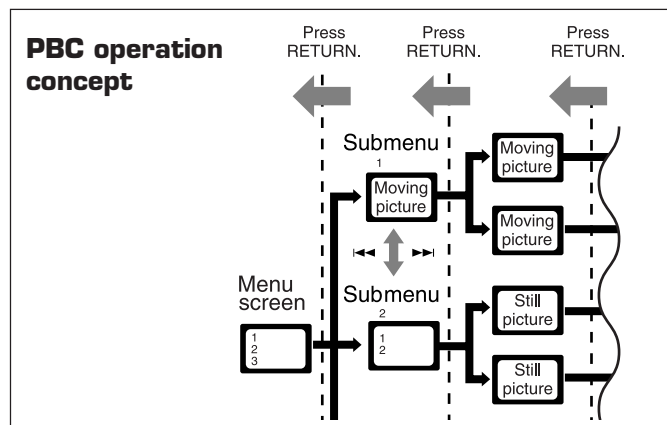 PBC operation
concept
Press
RETURN.
Press
RETURN.
Press
RETURN.
Submenu
1
Moving
picture
Moving
picture
Moving
picture
Menu
screen
1
2
3
Submenu
2
1
2
Still
picture
Still
picture